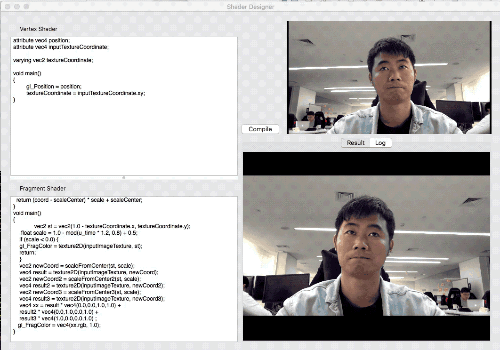 Shader Designer
Vertex Shader
attribute vec4 position;
attribute vec4 inputTextureCoordinate;
varying vec2 textureCoordinate;
void main()
{
gl_Position = position;
textureCoordinate = inputTextureCoordinate.xy;
}
Compile
Result Log
Fragment Shader
return (coord - scaleCenter) * scale + scaleCenter;
}
void main()
{
vec2 st = vec2(1.0 - textureCoordinate.x, textureCoordinate.y);
float scale = 1.0 - mod(u_time * 1.2, 0.8) + 0.5;
if (scale < 0.0) {
gl_FragColor = texture2D(inputImageTexture, st);
return;
}
vec2 newCoord = scaleFromCenter(st, scale);
vec4 result = texture2D(inputImageTexture, newCoord);
vec2 newCoord2 = scaleFromCenter2(st, scale);
vec4 result2 = texture2D(inputImageTexture, newCoord2);
vec2 newCoord3 = scaleFromCenter3(st, scale);
vec4 result3 = texture2D(inputImageTexture, newCoord3);
vec4 xx = result * vec4(0.0,0.0,1.0,1.0) +
result2 * vec4(0.0,1.0,0.0,1.0) +
result3 * vec4(1.0,0.0,0.0,1.0) ;
gl_FragColor = vec4(xx.rgb, 1.0);
}